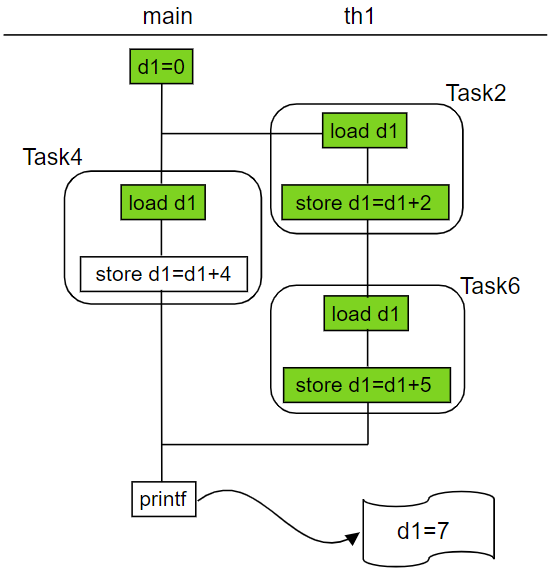 main
th1
d1=0
Task2
load d1
Task4
load d1
store d1=d1+2
store d1=d1+4
Task6
load d1
store d1=d1+5
printf
d1=7